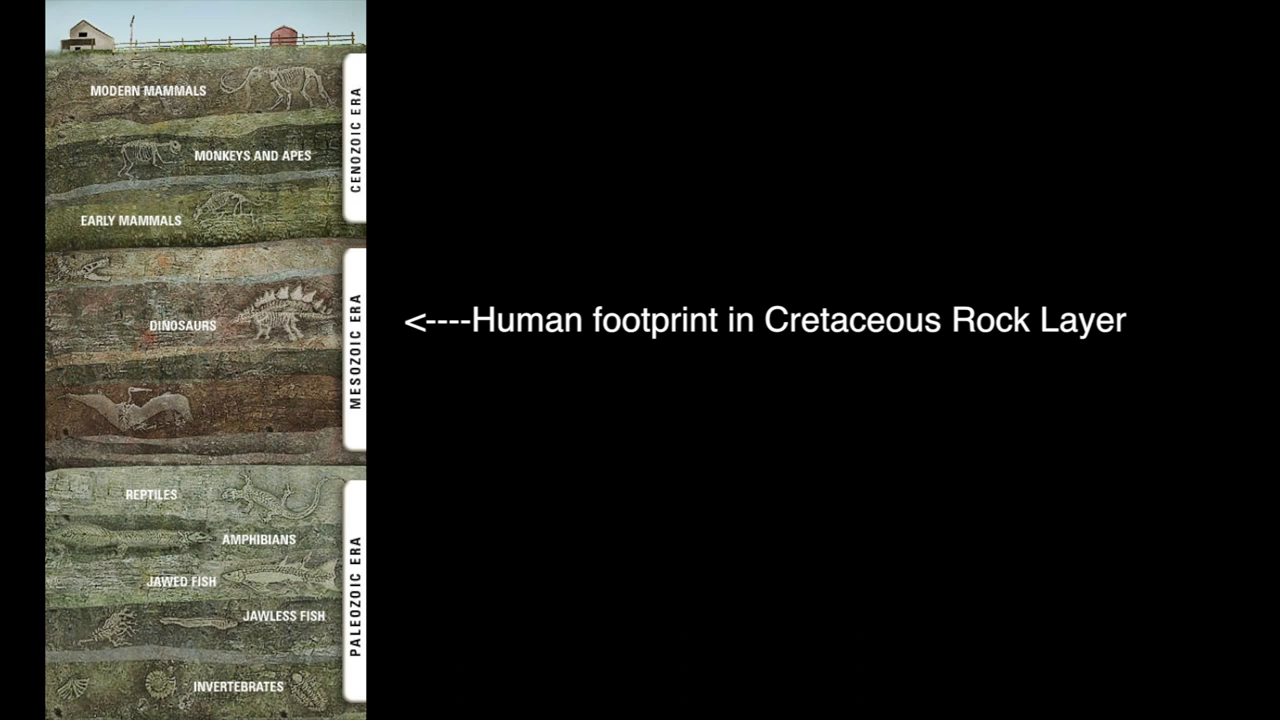 MODERN MAMMALS
MONKEYS AND APES
EARLY MAMMALS
CENOZOIC ERA
DINOSAURS
MESOZOIC ERA
<----Human footprint in Cretaceous Rock Layer
REPTILES
AMPHIBIANS
JAWED FISH
JAWLESS FISH
INVERTEBRATES
PALEOZOIC ERA